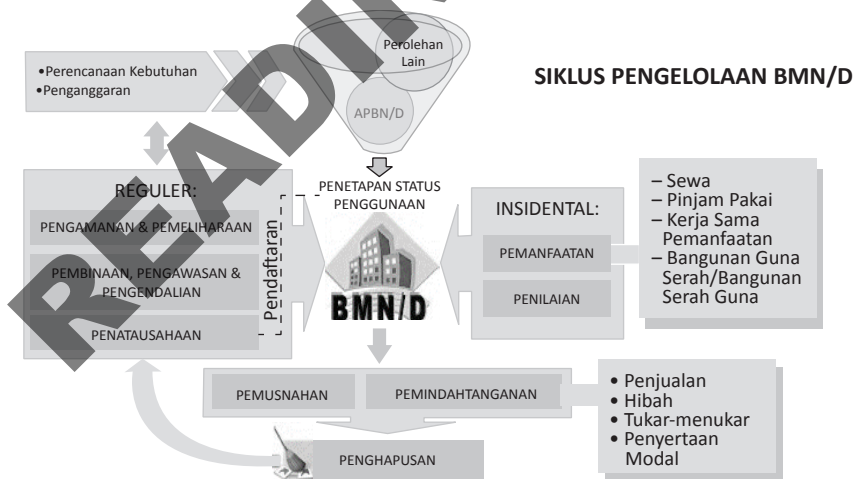 SIKLUS PENGELOLAAN BMN/D
•Perencanaan Kebutuhan
•Penganggaran
Perolehan
Lain
APBN/D
PENETAPAN STATUS
PENGGUNAAN
BMN/D
REGULER:
PENGAMANAN & PEMELIHARAAN
PEMBINAAN, PENGAWASAN &
PENGENDALIAN
PENATAUSAHAAN
Pendaftaran
INSIDENTAL:
PEMANFAATAN
PENILAIAN
– Sewa
– Pinjam Pakai
– Kerja Sama
Pemanfaatan
– Bangunan Guna
Serah/Bangunan
Serah Guna
PEMUSNAHAN
PEMINDAHTANGANAN
• Penjualan
• Hibah
• Tukar-menukar
• Penyertaan
Modal
PENGHAPUSAN
READI